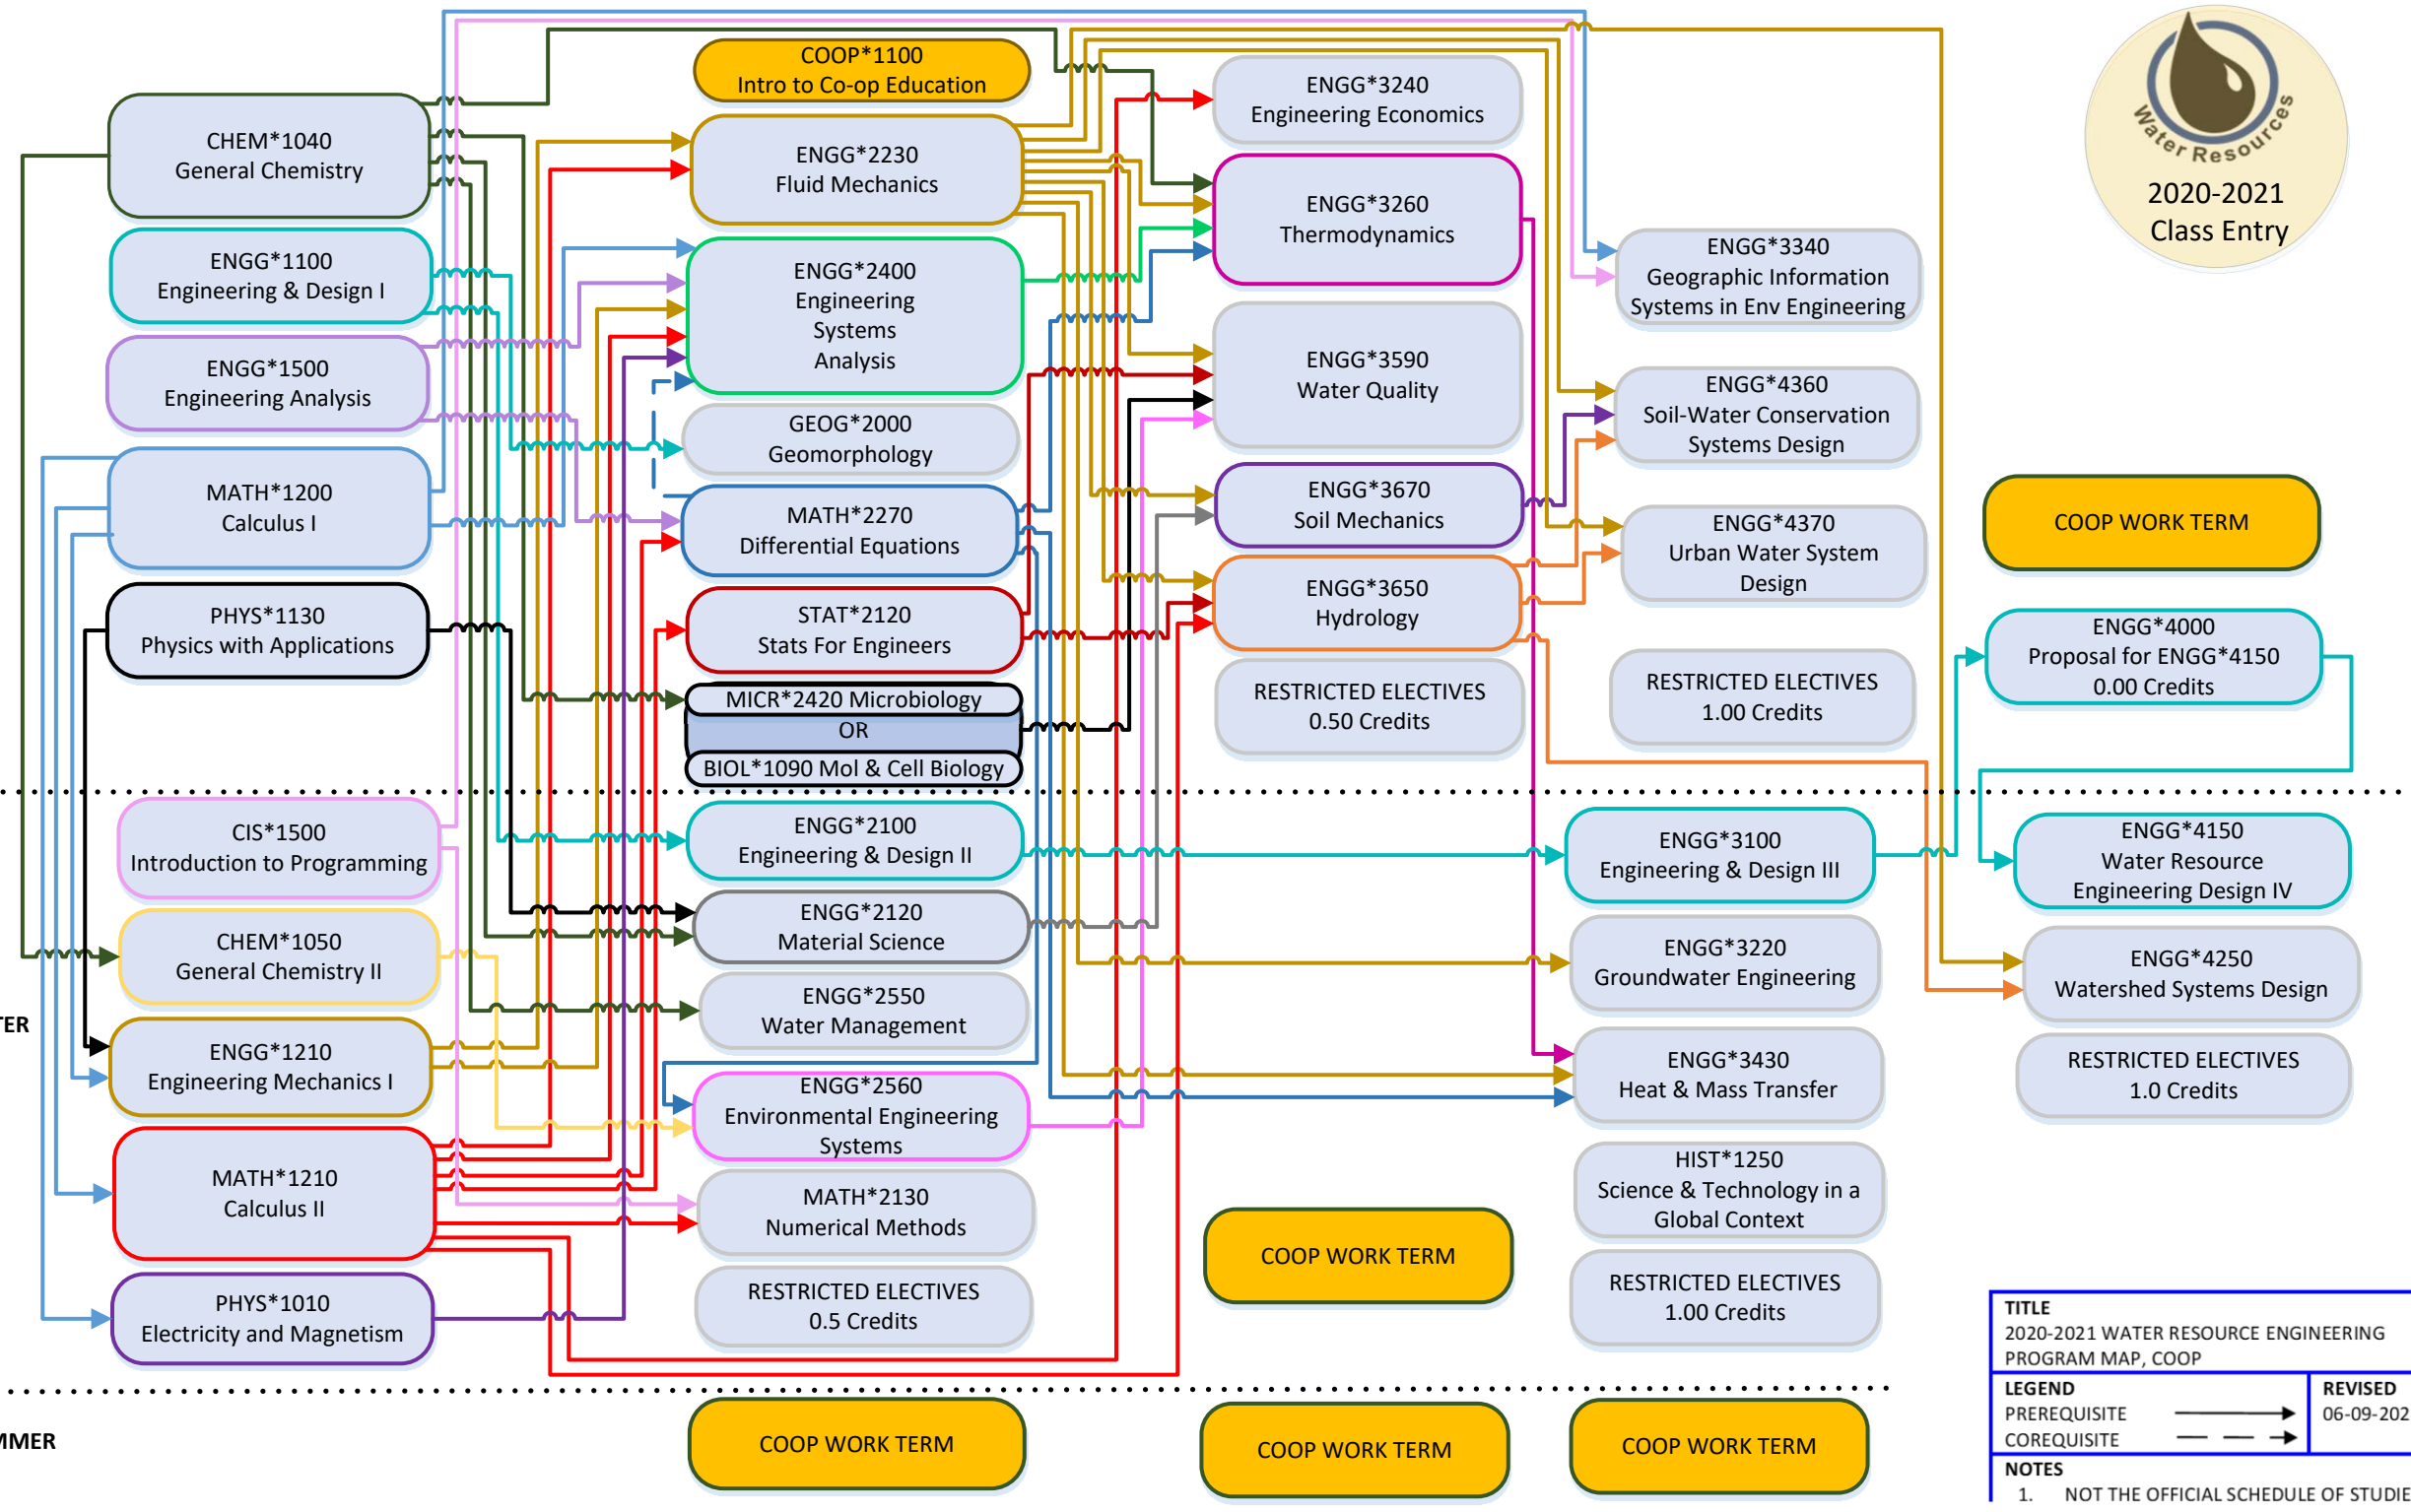 CHEM*1040
General Chemistry
ENGG*1100
Engineering & Design I
ENGG*1500
Engineering Analysis
MATH*1200
Calculus I
PHYS*1130
Physics with Applications
COOP*1100
Intro to Co-op Education
ENGG*2230
Fluid Mechanics
ENGG*2400
Engineering
Systems
Analysis
GEOG*2000
Geomorphology
MATH*2270
Differential Equations
STAT*2120
Stats For Engineers
MICR*2420 Microbiology
OR
BIOL*1090 Mol & Cell Biology
ENGG*3240
Engineering Economics
ENGG*3260
Thermodynamics
ENGG*3590
Water Quality
ENGG*3670
Soil Mechanics
ENGG*3650
Hydrology
RESTRICTED ELECTIVES
0.50 Credits
ENGG*3340
Geographic Information
Systems in Env Engineering
ENGG*4360
Soil-Water Conservation
Systems Design
ENGG*4370
Urban Water System
Design
RESTRICTED ELECTIVES
1.00 Credits
Water Resources
2020-2021
Class Entry
COOP WORK TERM
ENGG*4000
Proposal for ENGG*4150
0.00 Credits
TER
CIS*1500
Introduction to Programming
CHEM*1050
General Chemistry II
ENGG*1210
Engineering Mechanics I
MATH*1210
Calculus II
PHYS*1010
Electricity and Magnetism
ENGG*2100
Engineering & Design II
ENGG*2120
Material Science
ENGG*2550
Water Management
ENGG*2560
Environmental Engineering
Systems
MATH*2130
Numerical Methods
RESTRICTED ELECTIVES
0.5 Credits
COOP WORK TERM
ENGG*3100
Engineering & Design III
ENGG*3220
Groundwater Engineering
ENGG*3430
Heat & Mass Transfer
HIST*1250
Science & Technology in a
Global Context
RESTRICTED ELECTIVES
1.00 Credits
ENGG*4150
Water Resource
Engineering Design IV
ENGG*4250
Watershed Systems Design
RESTRICTED ELECTIVES
1.0 Credits
MMER
COOP WORK TERM
COOP WORK TERM
COOP WORK TERM
TITLE
2020-2021 WATER RESOURCE ENGINEERING
PROGRAM MAP, COOP
LEGEND
PREREQUISITE
COREQUISITE
REVISED
06-09-202
NOTES
1. NOT THE OFFICIAL SCHEDULE OF STUDIE